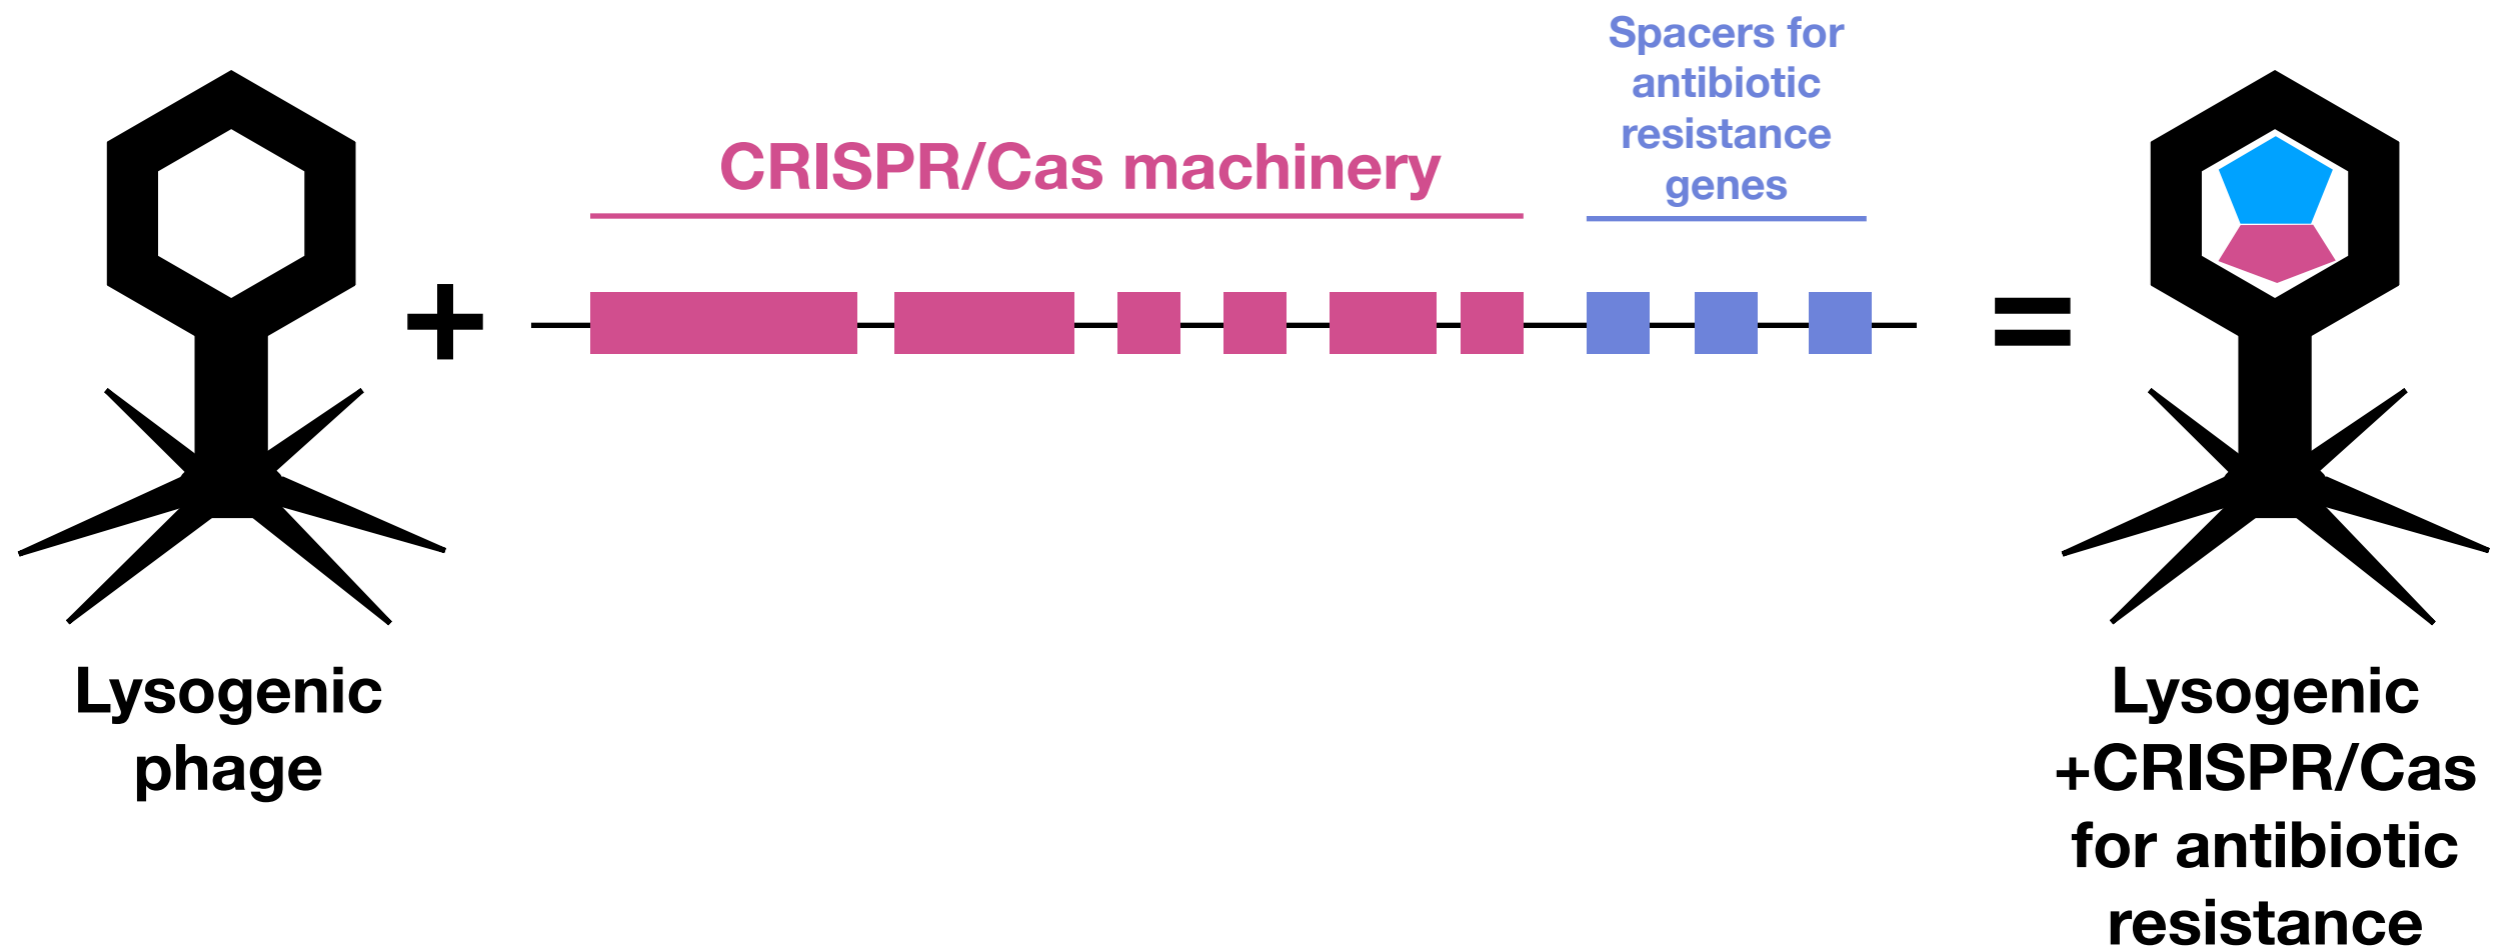 Spacers for
antibiotic
resistance
genes
CRISPR/Cas machinery
+
=
Lysogenic
phage
Lysogenic
+CRISPR/Cas
for antibiotic
resistance